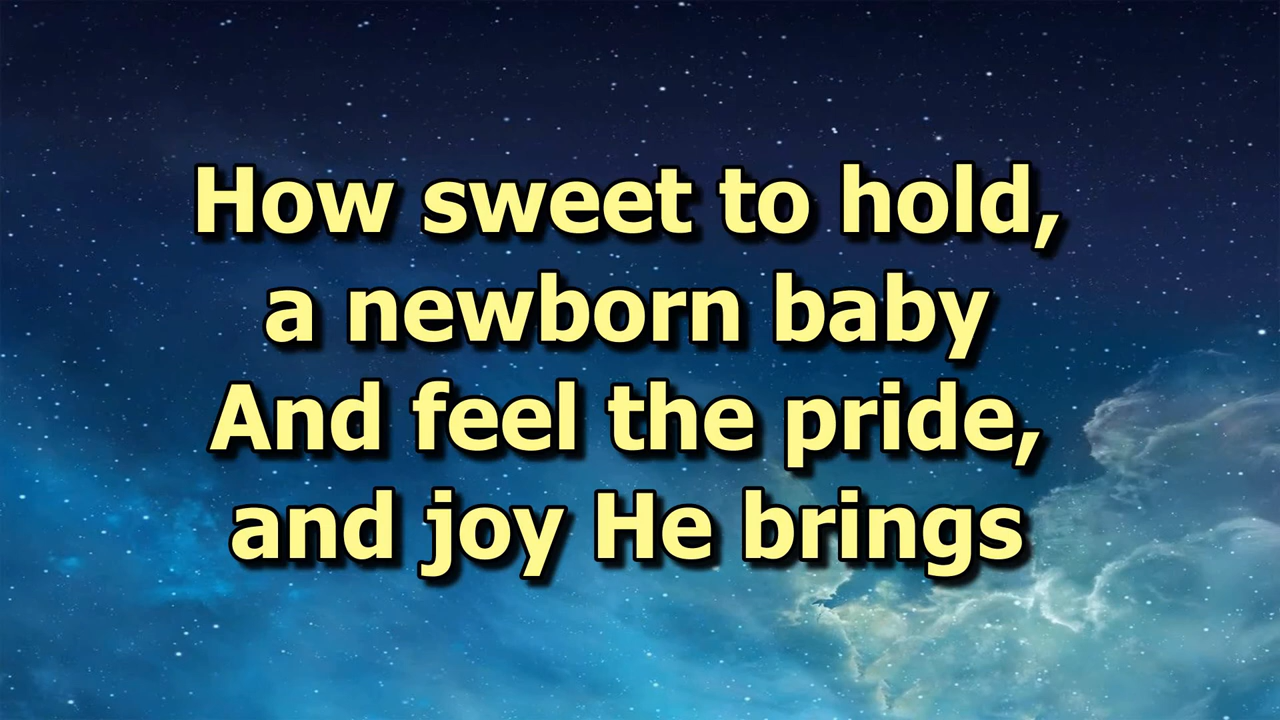 How sweet to hold,
a newborn baby
And feel the pride,
and joy He brings